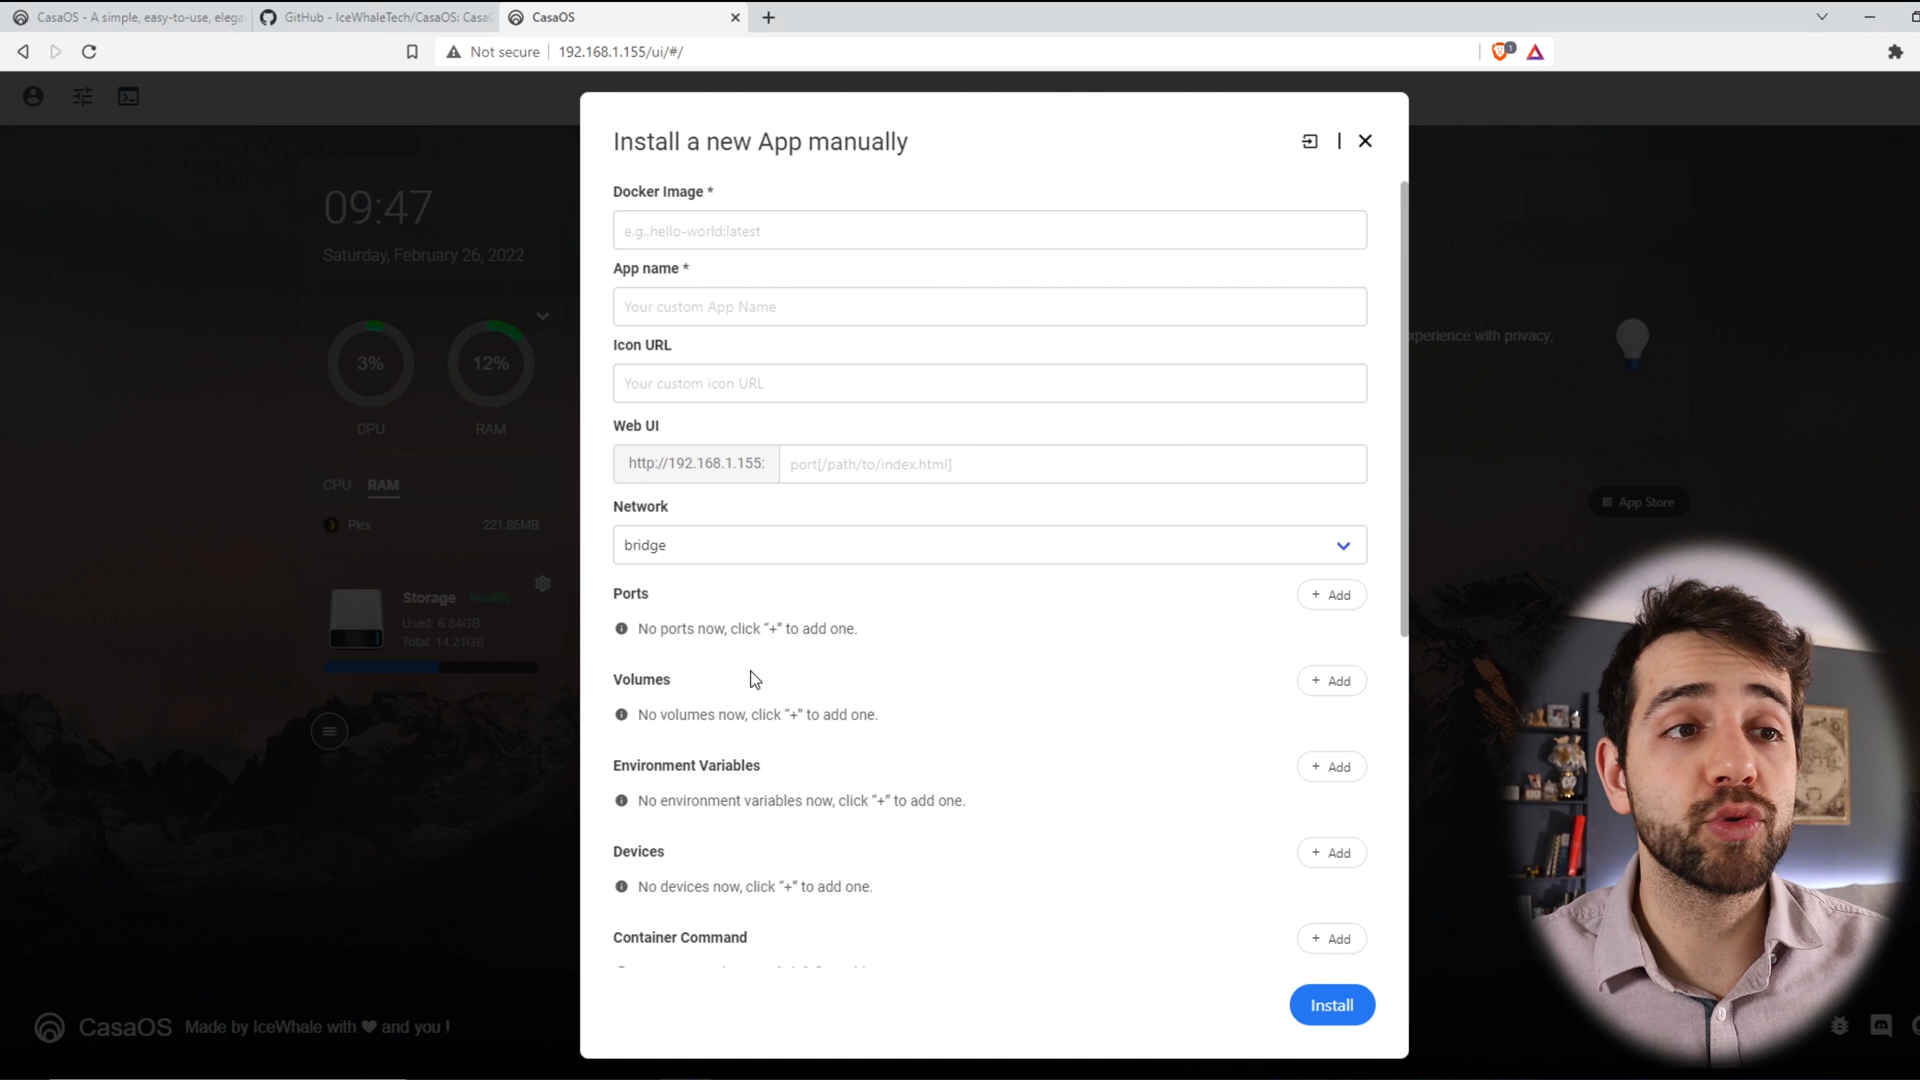 CasaOS - A simple, easy-to-use, elega
GitHub - IceWhaleTech/CasaOS: Casa
CasaOS
Not secure
192.168.1.155/ui/#/
1
Install a new App manually
Docker Image *
e.g.,hello-world:latest
App name *
Your custom App Name
Icon URL
Your custom icon URL
Web UI
http://192.168.1.155:
port[/path/to/index.html]
Network
bridge
Ports
+ Add
No ports now, click “+” to add one.
Volumes
+ Add
No volumes now, click “+” to add one.
Environment Variables
+ Add
No environment variables now, click “+” to add one.
Devices
+ Add
No devices now, click “+” to add one.
Container Command
+ Add
Install
09:47
Saturday, February 26, 2022
3%
12%
CPU
RAM
CPU
RAM
Plex
221.86MB
Storage
Healthy
Used: 6.84GB
Total: 14.21GB
xperience with privacy,
App Store
CasaOS
Made by IceWhale with ❤ and you !